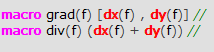 macro grad(f) [dx(f) , dy(f)] //
macro div(f) (dx(f) + dy(f)) //